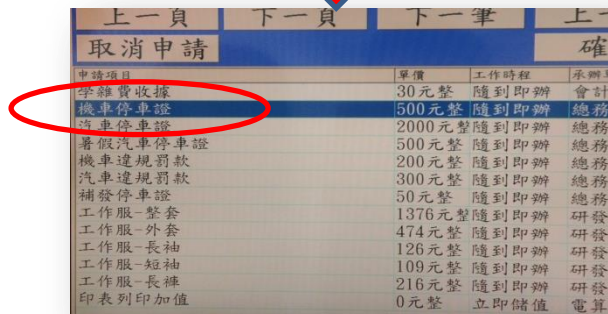 上一頁 下一頁 下一筆 上一
取消申請 確
申請項目 單價 工作時程 承辦
學雜費收據 30元整 隨到即辦 會計
機車停車證 500元整 隨到即辦 總務
汽車停車證 2000元整 隨到即辦 總務
暑假汽車停車證 500元整 隨到即辦 總務
機車違規罰款 200元整 隨到即辦 總務
汽車違規罰款 300元整 隨到即辦 總務
補發停車證 50元整 隨到即辦 總務
工作服-整套 1376元整 隨到即辦 研發
工作服-外套 474元整 隨到即辦 研發
工作服-長袖 126元整 隨到即辦 研發
工作服-短袖 109元整 隨到即辦 研發
工作服-長褲 216元整 隨到即辦 研發
印表列印加值 0元整 立即儲值 電算